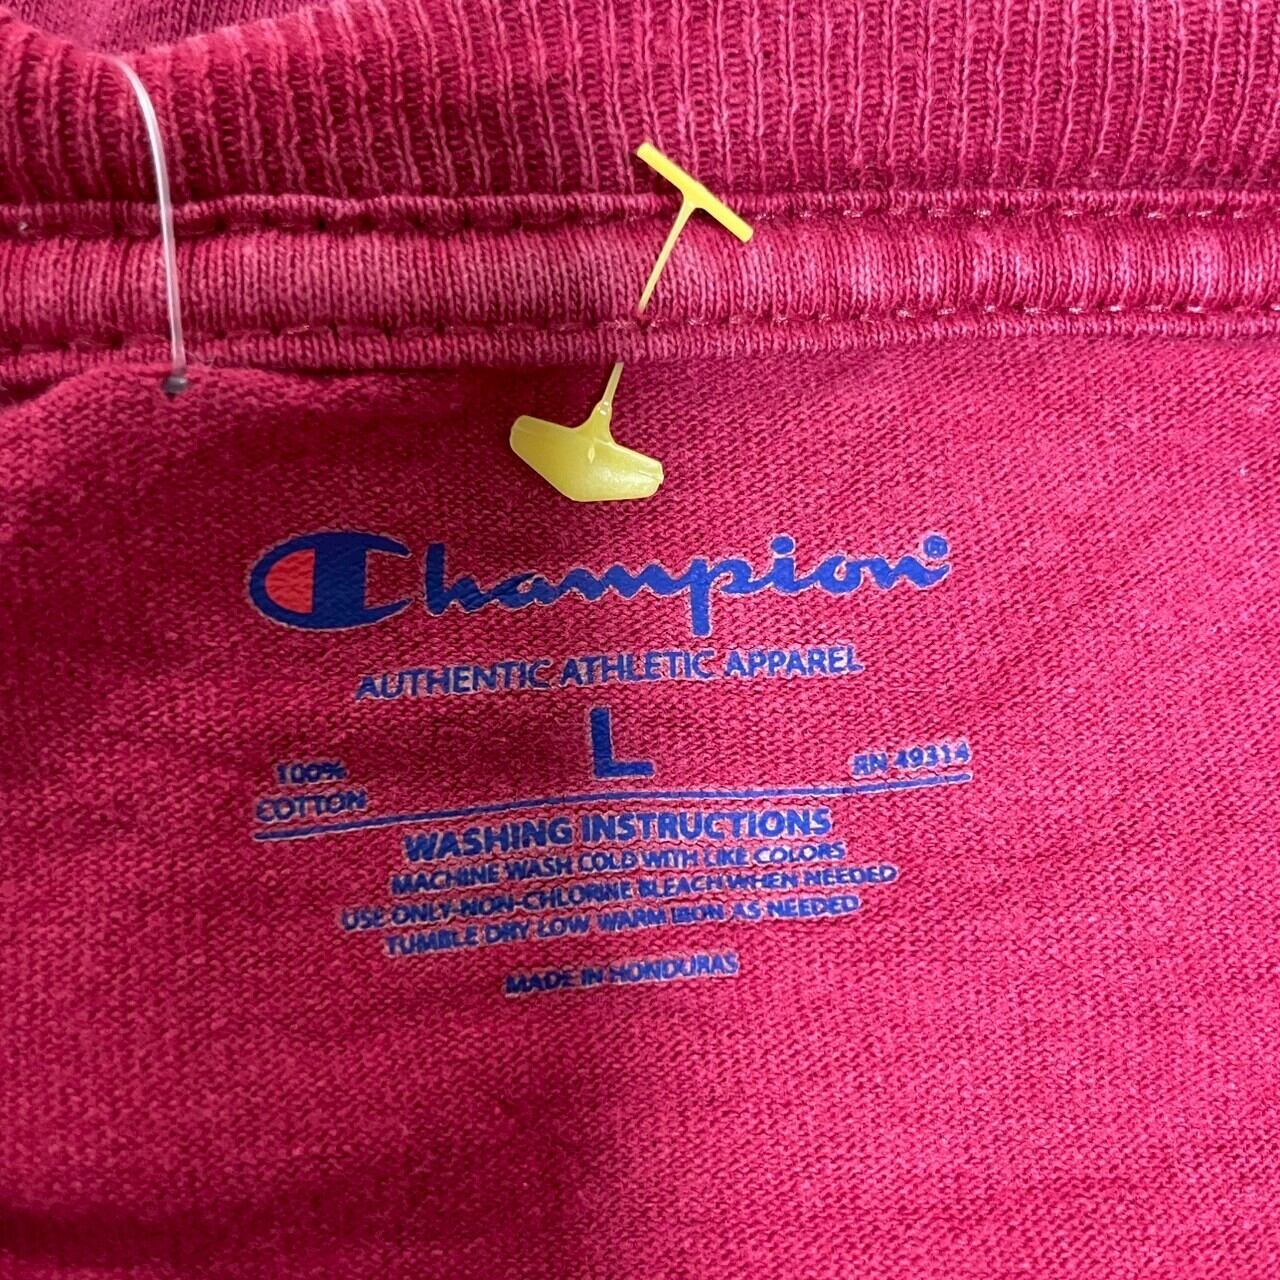 Champion®
AUTHENTIC ATHLETIC APPAREL
L
100%
COTTON
RN 49314
WASHING INSTRUCTIONS
MACHINE WASH COLD WITH LIKE COLORS
USE ONLY-NON-CHLORINE BLEACH WHEN NEEDED
TUMBLE DRY LOW WARM IRON AS NEEDED
MADE IN HONDURAS